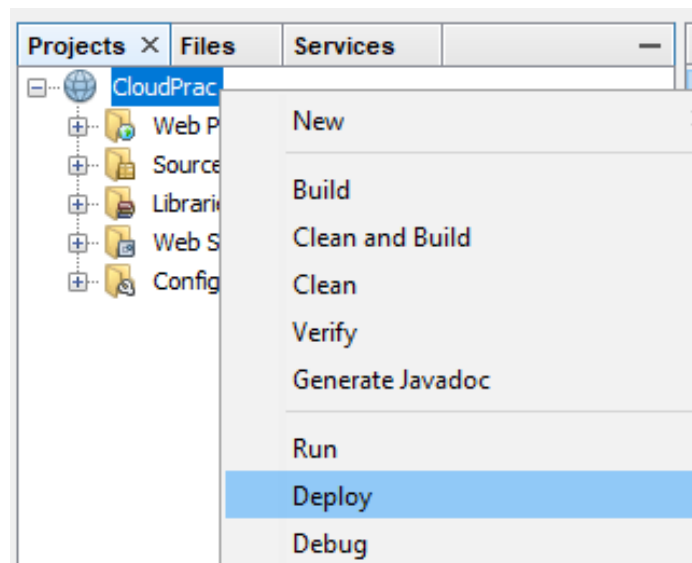 Projects Files Services
CloudPrac
Web P
New
Source
Build
Librari
Clean and Build
Web S
Clean
Config
Verify
Generate Javadoc
Run
Deploy
Debug